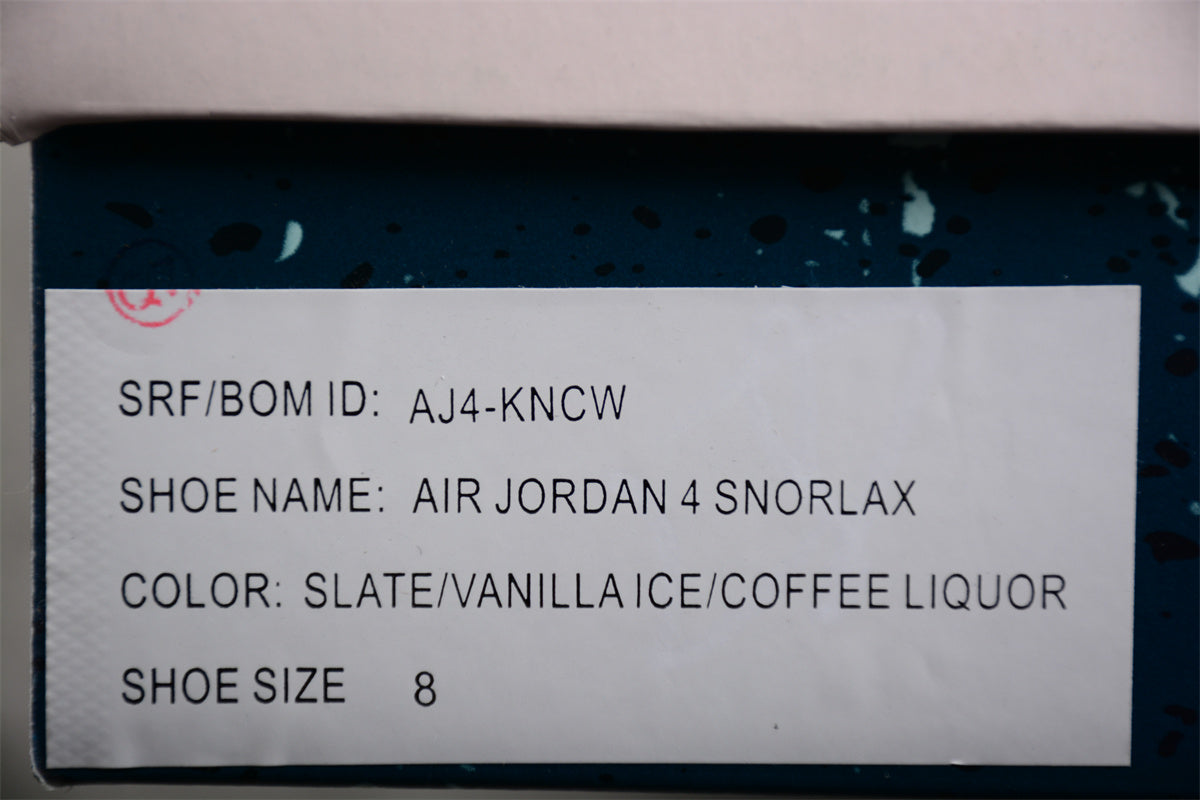 SRF/BOM ID: AJ4-KNCW
SHOE NAME: AIR JORDAN 4 SNORLAX
COLOR: SLATE/VANILLA ICE/COFFEE LIQUOR
SHOE SIZE 8